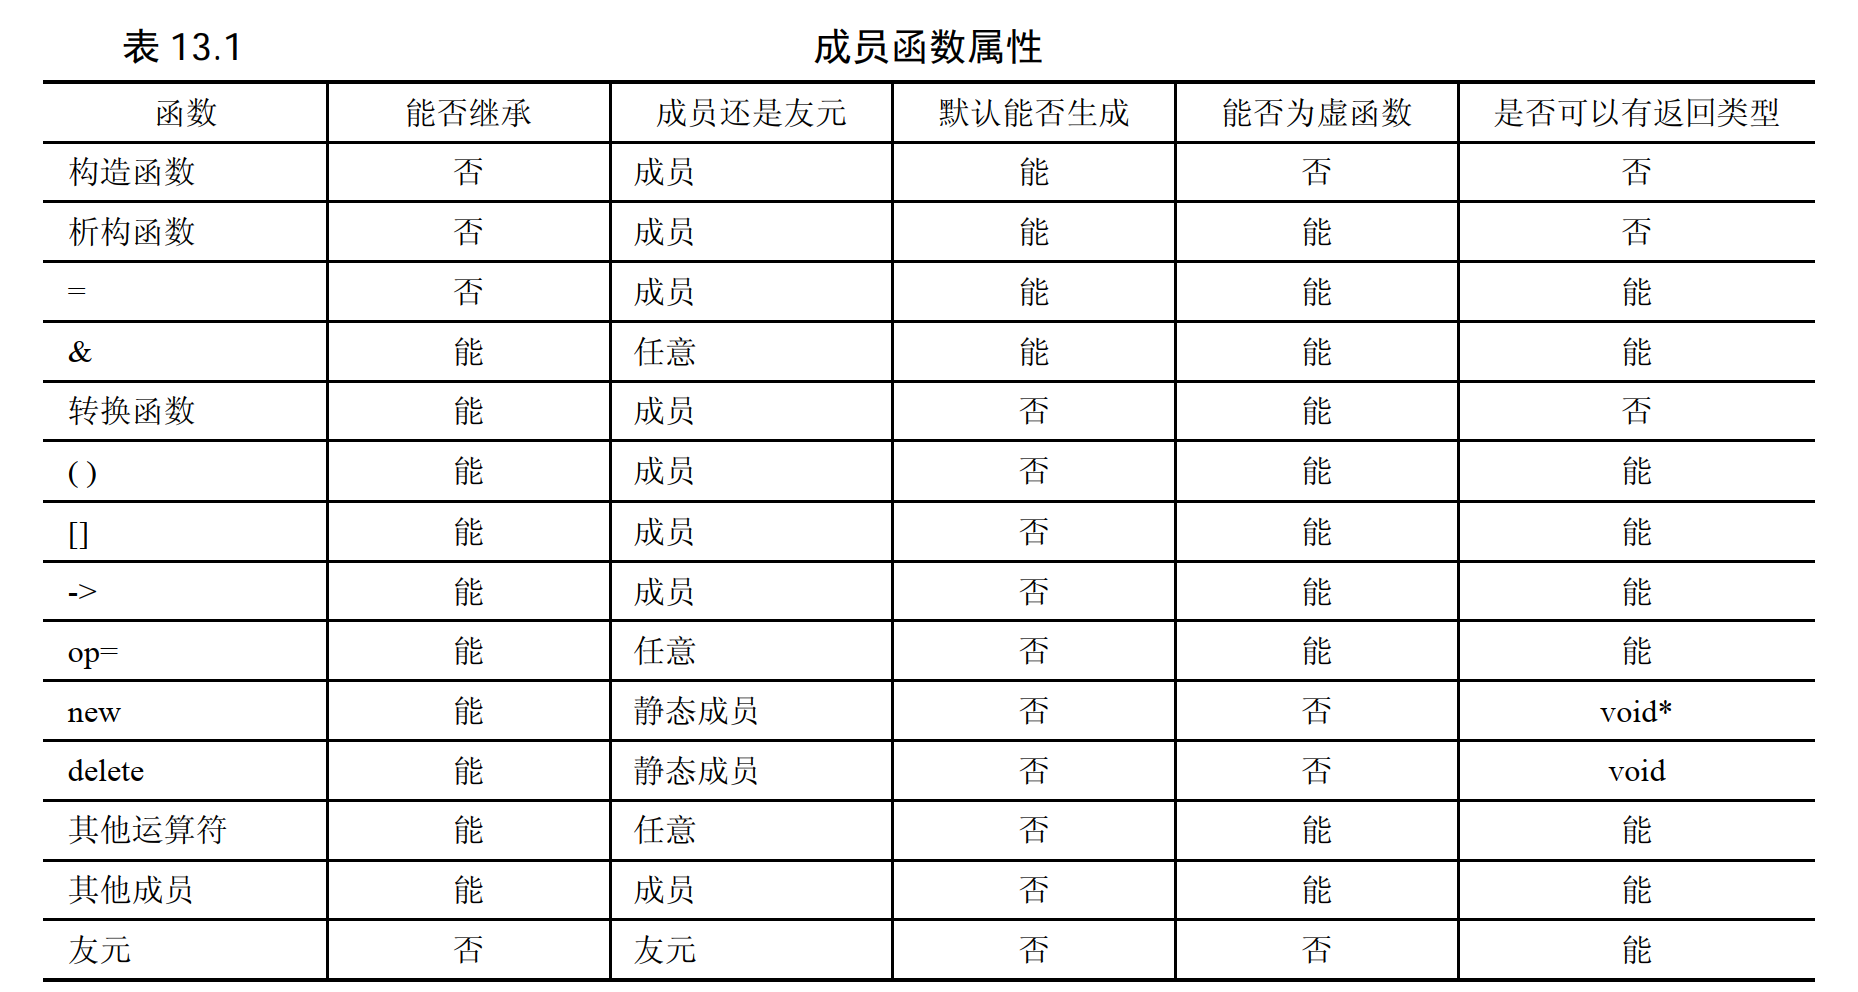 表 13.1 成员函数属性
函数 能否继承 成员还是友元 默认能否生成 能否为虚函数 是否可以有返回类型
构造函数 否 成员 能 否 否
析构函数 否 成员 能 能 否
= 否 成员 能 能 能
& 能 任意 能 能 能
转换函数 能 成员 否 能 否
( ) 能 成员 否 能 能
[] 能 成员 否 能 能
-> 能 成员 否 能 能
op= 能 任意 否 能 能
new 能 静态成员 否 否 void*
delete 能 静态成员 否 否 void
其他运算符 能 任意 否 能 能
其他成员 能 成员 否 能 能
友元 否 友元 否 否 能